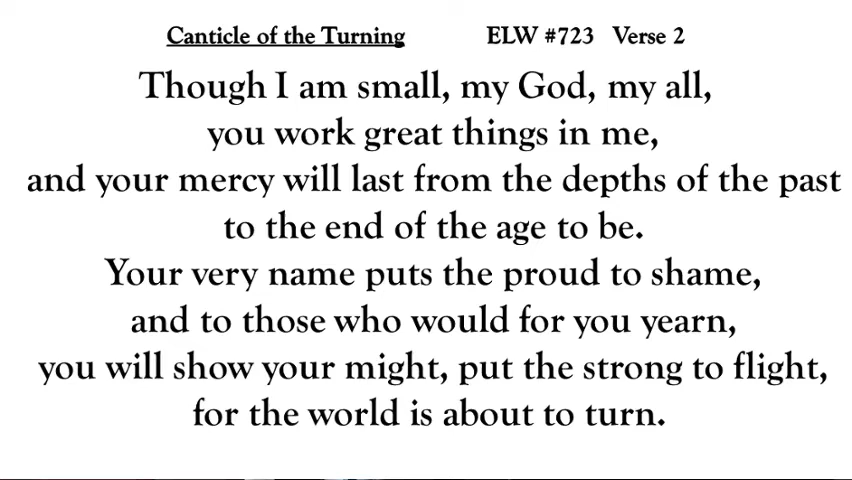 Canticle of the Turning ELW #723 Verse 2
Though I am small, my God, my all,
you work great things in me,
and your mercy will last from the depths of the past
to the end of the age to be.
Your very name puts the proud to shame,
and to those who would for you yearn,
you will show your might, put the strong to flight,
for the world is about to turn.